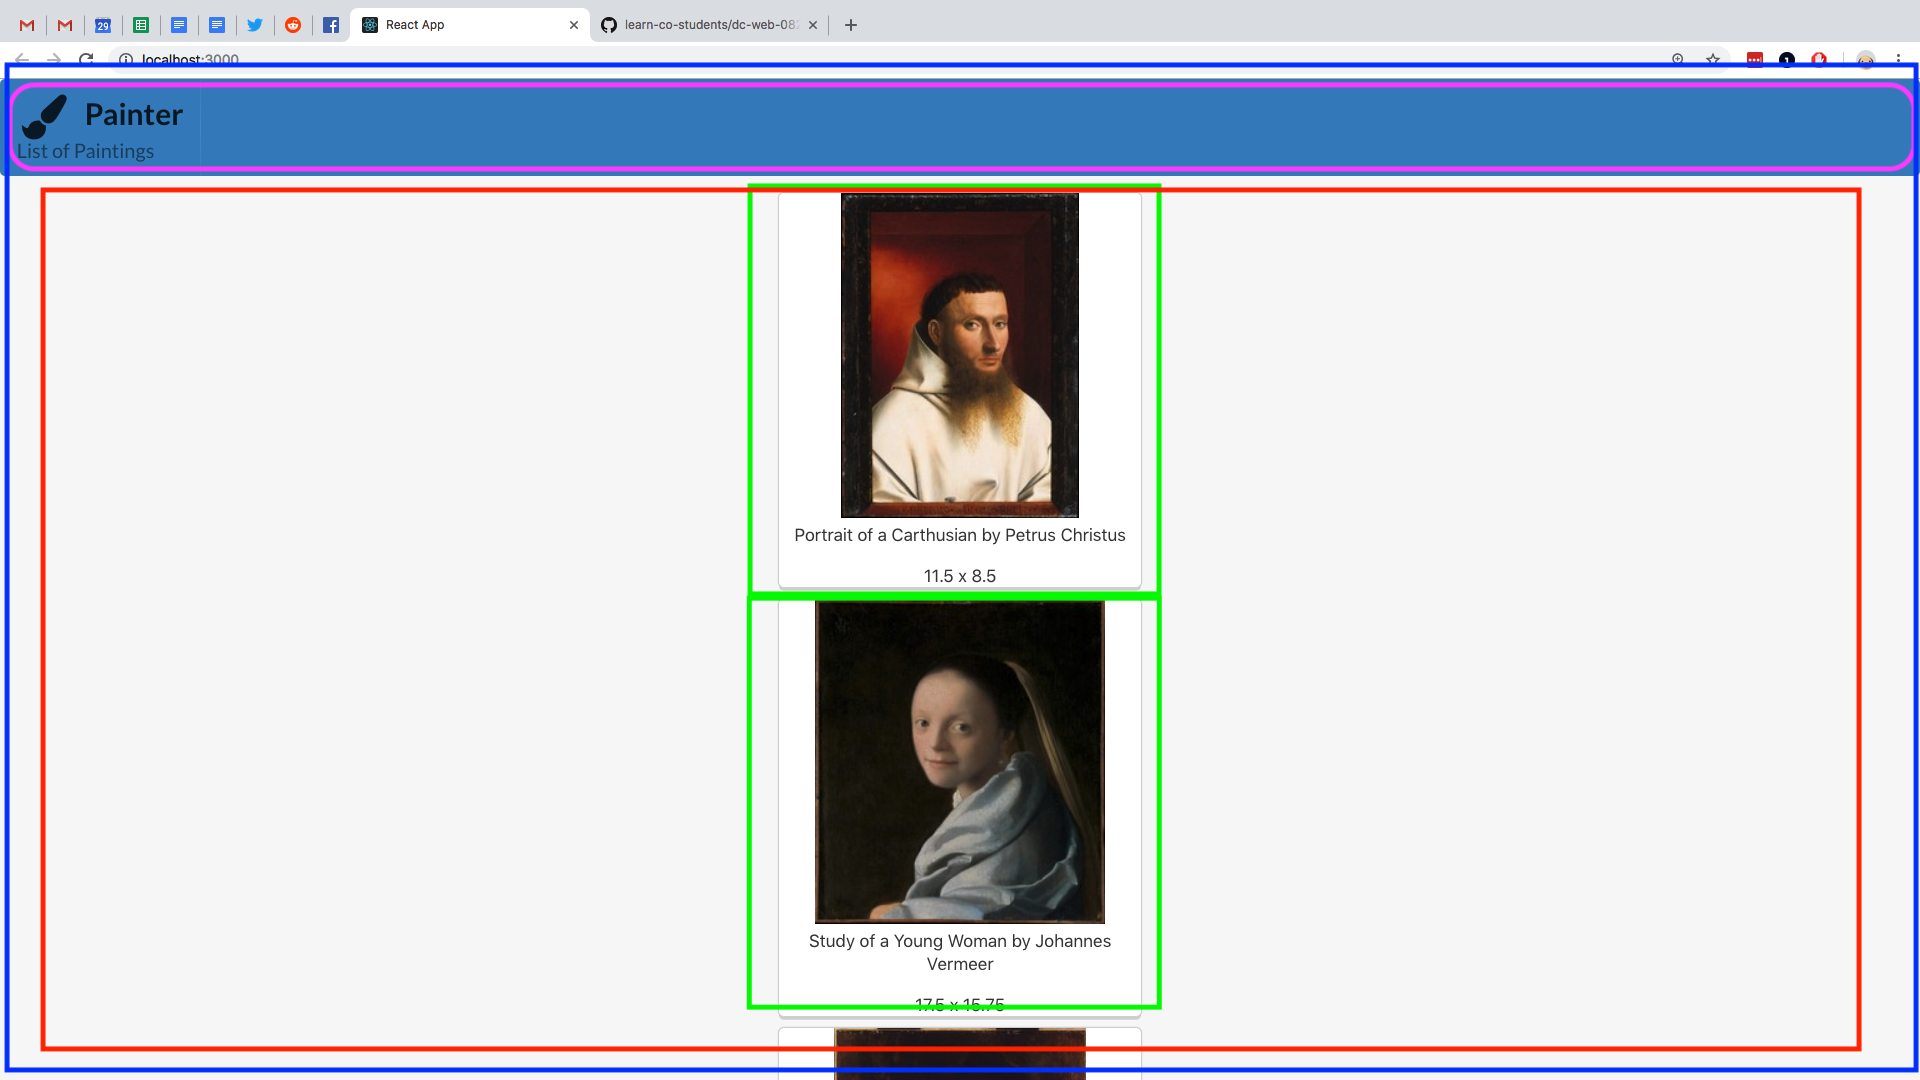 29
React App
learn-co-students/dc-web-08
localhost:3000
Painter
List of Paintings
Portrait of a Carthusian by Petrus Christus
11.5 x 8.5
Study of a Young Woman by Johannes
Vermeer
17.5 x 15.75